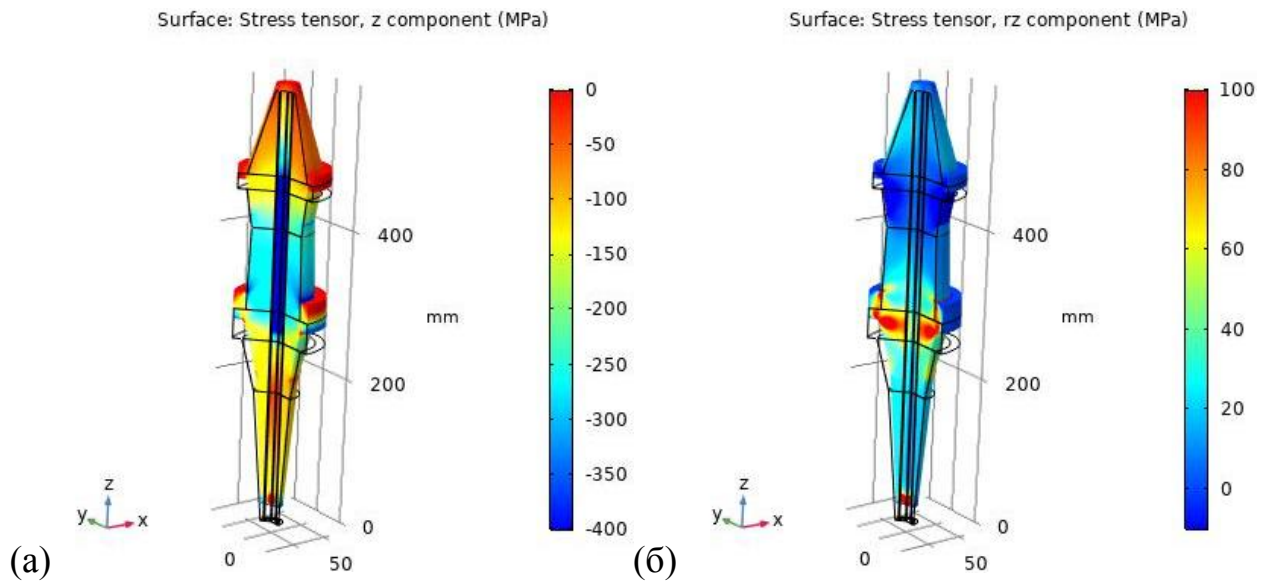 Surface: Stress tensor, z component (MPa)
0
-50
-100
-150
-200
-250
-300
-350
-400
400
mm
200
0
0
50
z
y
x
(а)
Surface: Stress tensor, rz component (MPa)
100
80
60
40
20
0
400
mm
200
0
0
50
z
y
x
(б)